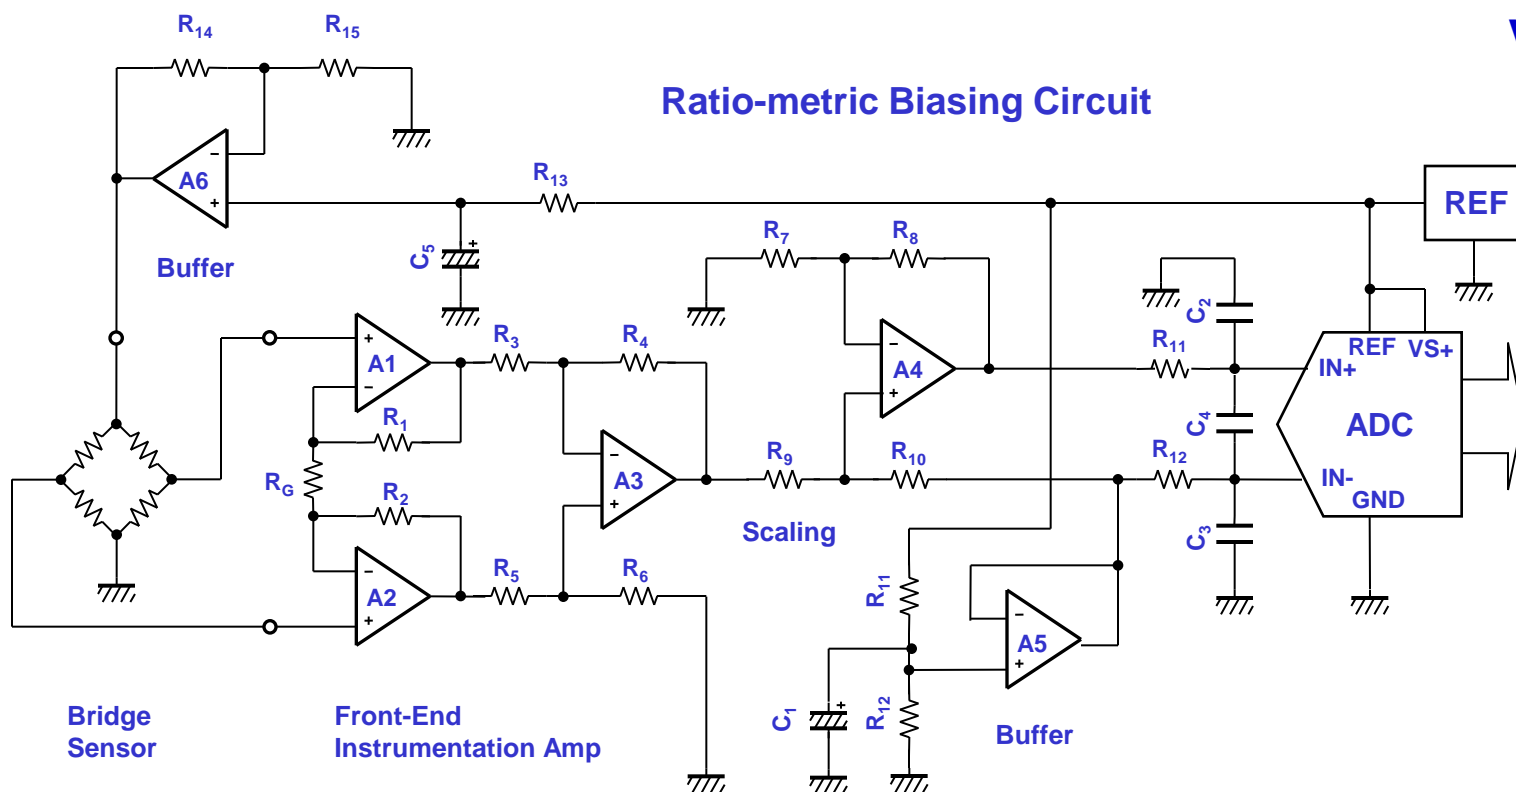 R14
R15
Ratio-metric Biasing Circuit
-
A6
+
R13
REF
Buffer
C5
+
R7
R8
C2
+
A1
-
R3
R4
-
A4
+
R11
REF
VS+
IN+
ADC
C4
R1
RG
R2
-
A3
+
R9
R10
R12
IN-
GND
C3
Scaling
-
A2
+
R5
R6
R11
-
A5
+
C1
+
R12
Buffer
Bridge
Sensor
Front-End
Instrumentation Amp